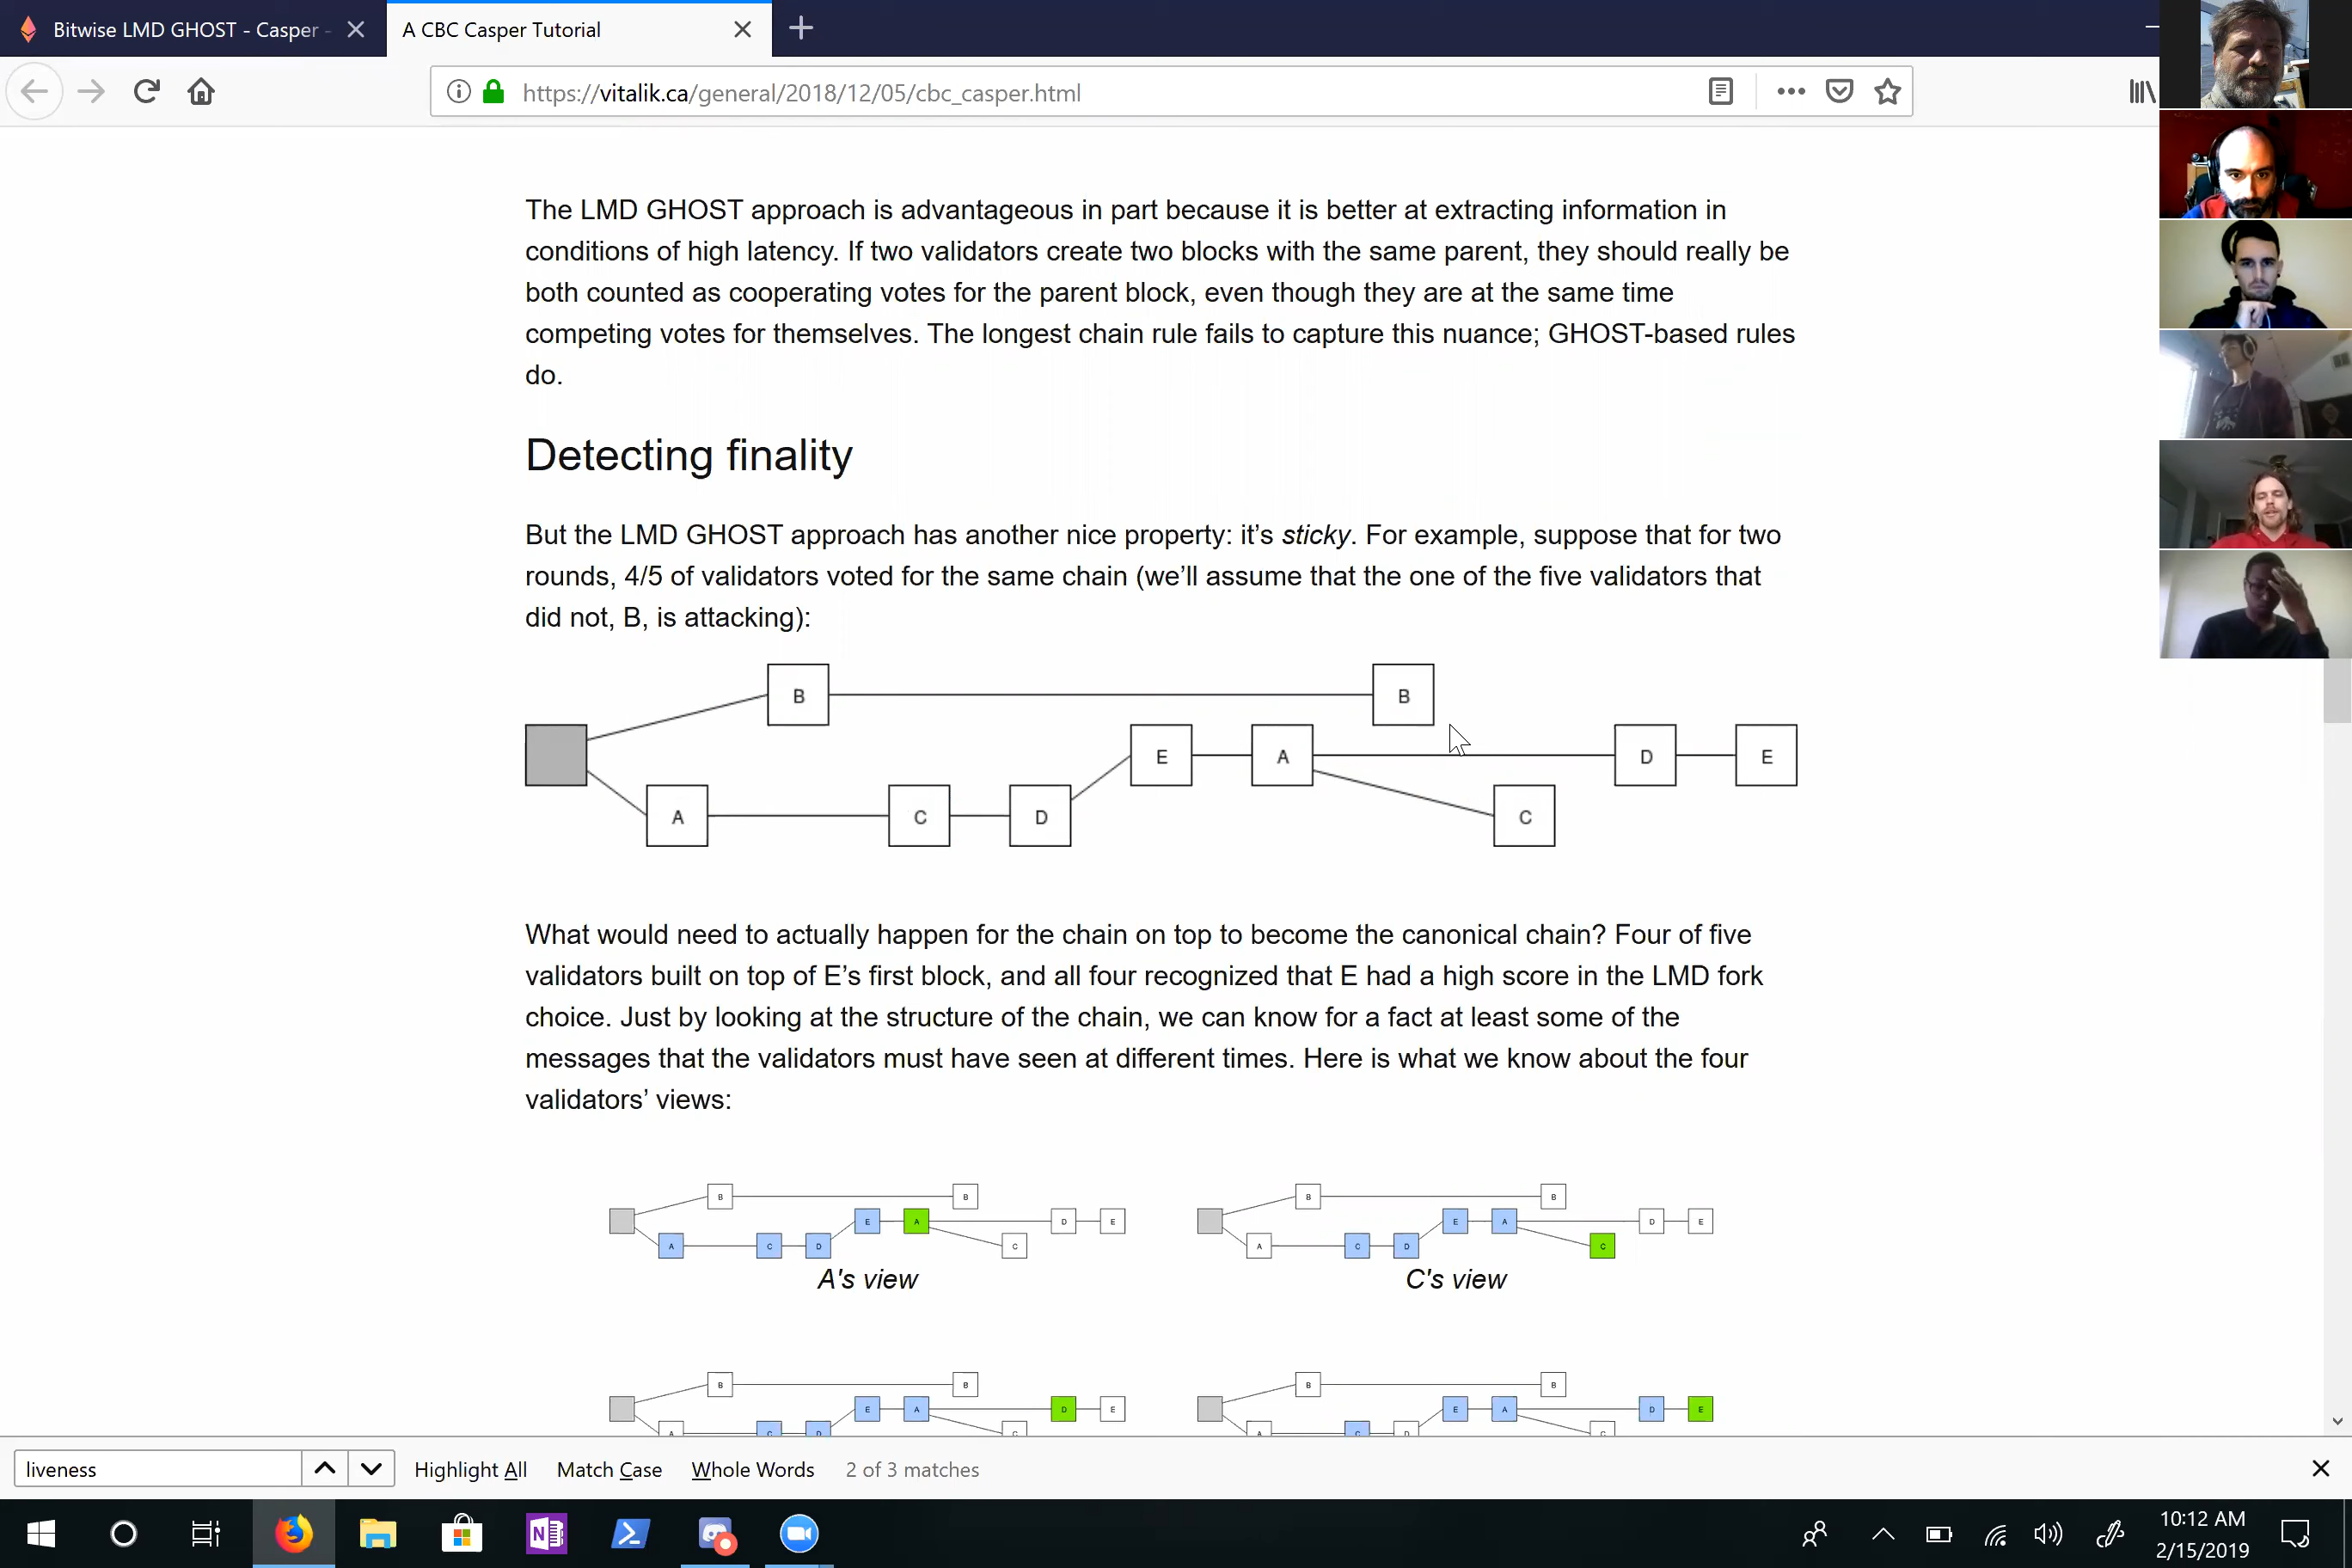 Bitwise LMD GHOST - Casper -
A CBC Casper Tutorial
https://vitalik.ca/general/2018/12/05/cbc_casper.html
The LMD GHOST approach is advantageous in part because it is better at extracting information in
conditions of high latency. If two validators create two blocks with the same parent, they should really be
both counted as cooperating votes for the parent block, even though they are at the same time
competing votes for themselves. The longest chain rule fails to capture this nuance; GHOST-based rules
do.
Detecting finality
But the LMD GHOST approach has another nice property: it's sticky. For example, suppose that for two
rounds, 4/5 of validators voted for the same chain (we'll assume that the one of the five validators that
did not, B, is attacking):
B B
E A D E
A C D C
What would need to actually happen for the chain on top to become the canonical chain? Four of five
validators built on top of E's first block, and all four recognized that E had a high score in the LMD fork
choice. Just by looking at the structure of the chain, we can know for a fact at least some of the
messages that the validators must have seen at different times. Here is what we know about the four
validators' views:
B B B B
E A D E E A D E
A C D C A C D C
A's view C's view
B B B B
E A D E E A D E
A C D C A C D C
liveness Highlight All Match Case Whole Words 2 of 3 matches
N
10:12 AM
2/15/2019